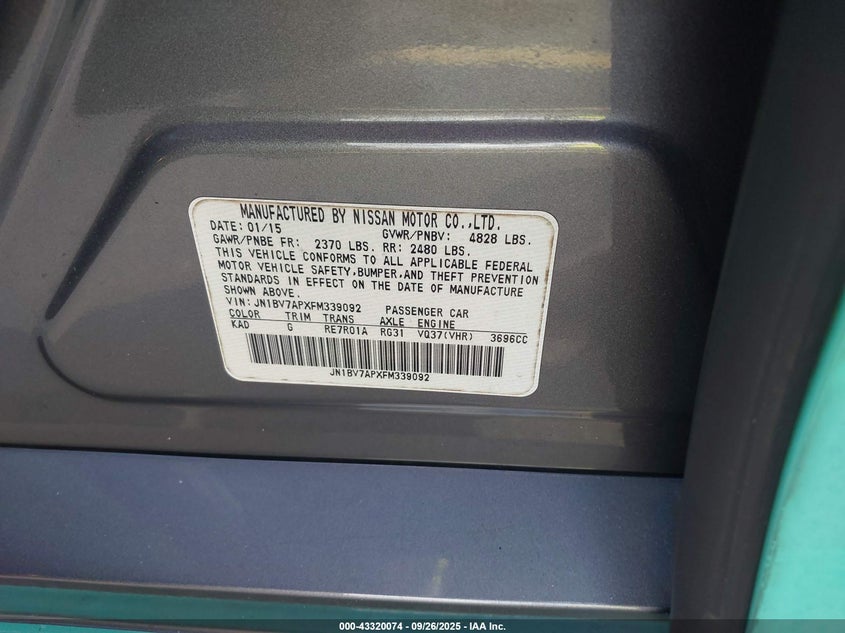 MANUFACTURED BY NISSAN MOTOR CO.,LTD.
DATE: 01/15 GVWR/PNBV: 4828 LBS.
GAWR/PNBE FR: 2370 LBS. RR: 2480 LBS.
THIS VEHICLE CONFORMS TO ALL APPLICABLE FEDERAL
MOTOR VEHICLE SAFETY,BUMPER,AND THEFT PREVENTION
STANDARDS IN EFFECT ON THE DATE OF MANUFACTURE
SHOWN ABOVE.
VIN: JN1BV7APXFM339092 PASSENGER CAR
COLOR TRIM TRANS AXLE ENGINE
KAD G RE7R01A RG31 VQ37(VHR) 3696CC
JN1BV7APXFM339092
000-43320074 - 09/26/2025 - IAA Inc.